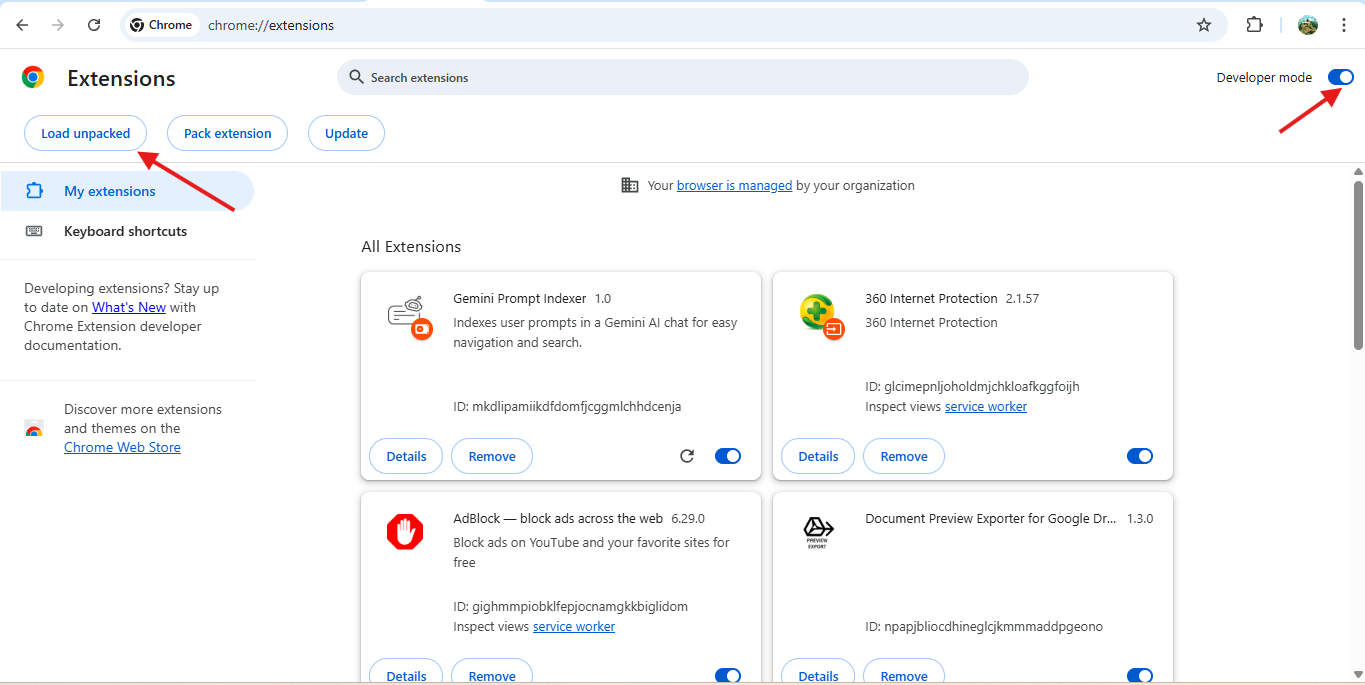 Chrome
chrome://extensions
Extensions
Search extensions
Developer mode
Load unpacked
Pack extension
Update
My extensions
Keyboard shortcuts
Developing extensions? Stay up
to date on What's New with
Chrome Extension developer
documentation.
Discover more extensions
and themes on the
Chrome Web Store
Your browser is managed by your organization
All Extensions
Gemini Prompt Indexer 1.0
Indexes user prompts in a Gemini AI chat for easy
navigation and search.
ID: mkdlipamiikdfdomfjcggmlchhdcenja
Details
Remove
360 Internet Protection 2.1.57
360 Internet Protection
ID: glcimepnljoholdmjchkloafkggfoijh
Inspect views service worker
Details
Remove
AdBlock — block ads across the web 6.29.0
Block ads on YouTube and your favorite sites for
free
ID: gighmmpiobklfepjocnamgkkbiglidom
Inspect views service worker
Details
Remove
PREVIEW
EXPORT
Document Preview Exporter for Google Dr... 1.3.0
ID: npapjbliocdhineglcjkmmmaddpgeono
Details
Remove